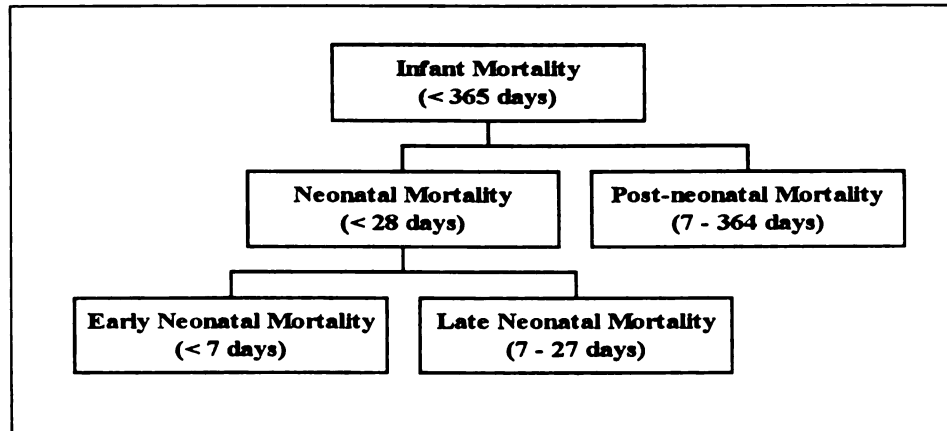 Infant Mortality
(< 365 days)
Neonatal Mortality
(< 28 days)
Post-neonatal Mortality
(7 - 364 days)
Early Neonatal Mortality
(< 7 days)
Late Neonatal Mortality
(7 - 27 days)